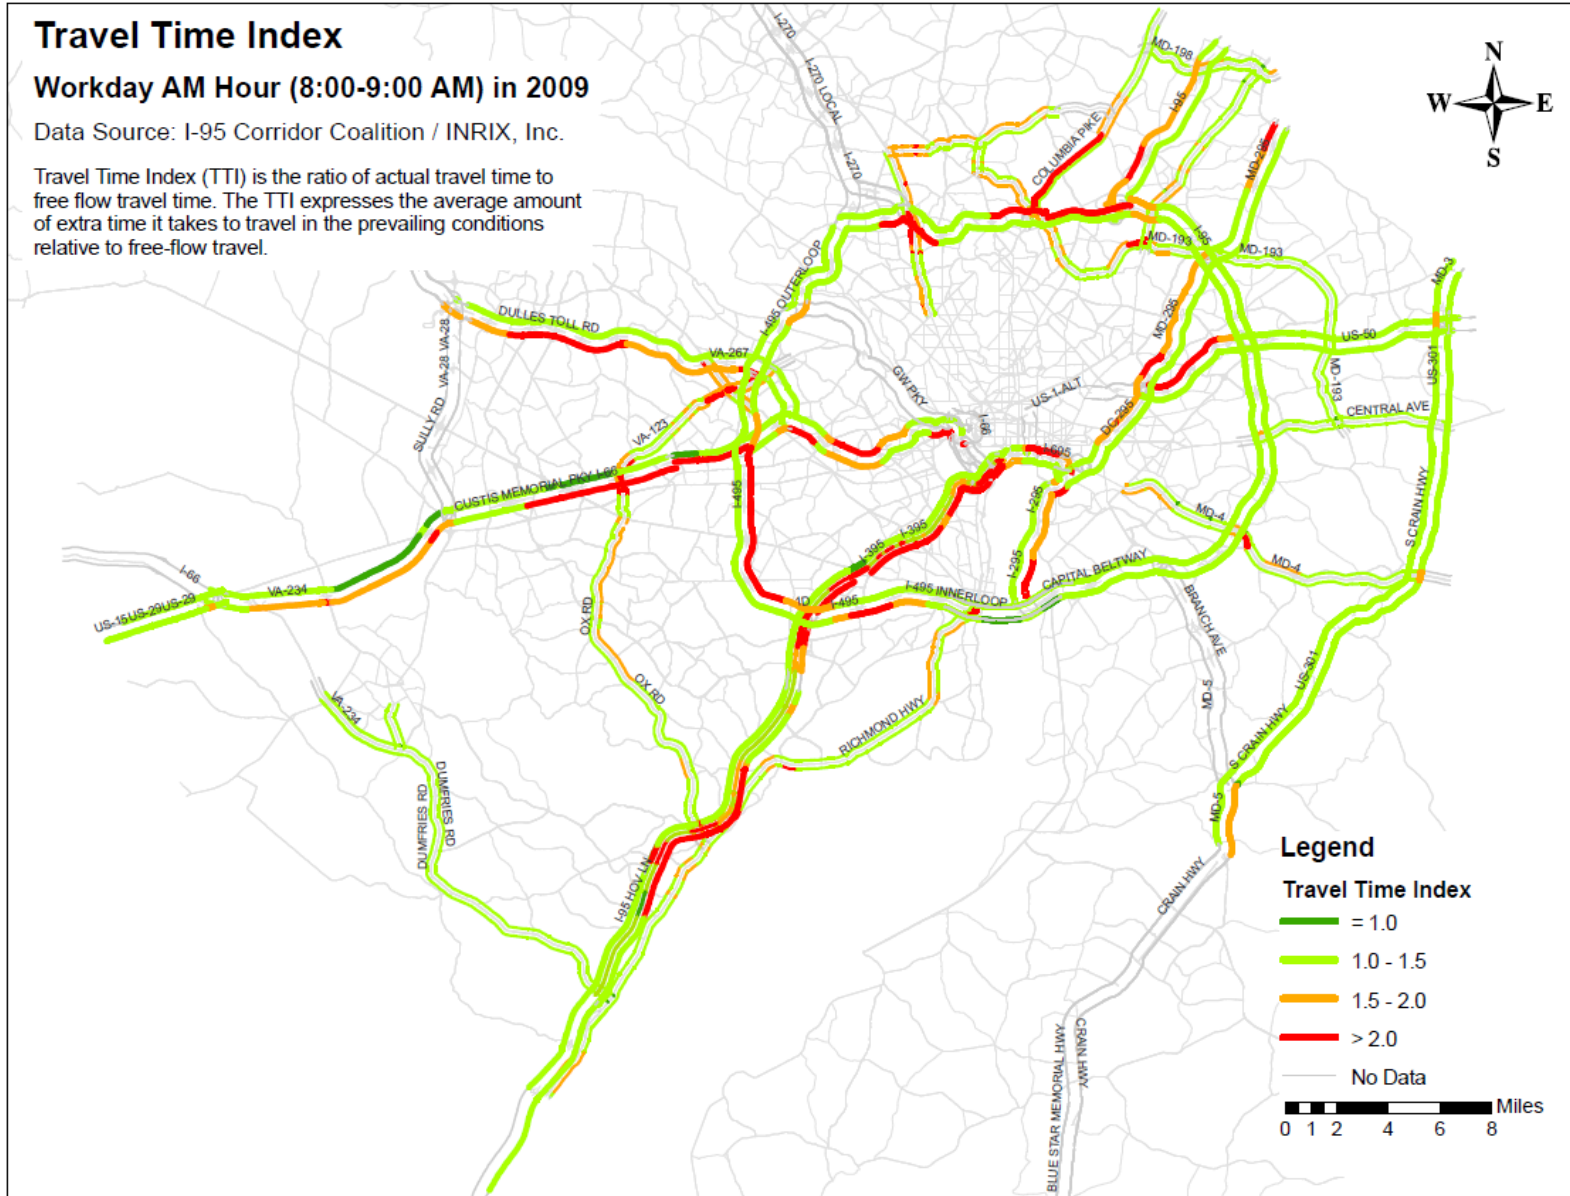 Travel Time Index
Workday AM Hour (8:00-9:00 AM) in 2009
Data Source: I-95 Corridor Coalition / INRIX, Inc.
Travel Time Index (TTI) is the ratio of actual travel time to
free flow travel time. The TTI expresses the average amount
of extra time it takes to travel in the prevailing conditions
relative to free-flow travel.
N
W E
S
I-270
I-270 LOCAL
I-270
MD-198
I-95
COLUMBIA PIKE
MD-295
MD-193
I-95
MD-193
MD-3
I-495 OUTERLOOP
DULLES TOLL RD
VA-267
VA-28
VA-28
SULLY RD
MD-295
US-50
US-301
GW PKY
US-1-ALT
MD-193
CENTRAL AVE
I-66
DC-295
VA-123
I-695
CUSTIS MEMORIAL PKY I-66
I-495
I-295
S CRAIN HWY
MD-4
I-395
I-395
I-295
CAPITAL BELTWAY
MD-4
I-66
VA-234
US-15US-29US-29
I-495 INNERLOOP
1D
I-495
OX RD
BRANCH AVE
OX RD
MD-5
US-301
VA-234
RICHMOND HWY
S CRAIN HWY
DUMFRIES RD
DUMFRIES RD
MD-5
I-95 HOV LN
CRAIN HWY
BLUE STAR MEMORIAL HWY
CRAIN HWY
Legend
Travel Time Index
= 1.0
1.0 - 1.5
1.5 - 2.0
> 2.0
No Data
Miles
0 1 2 4 6 8